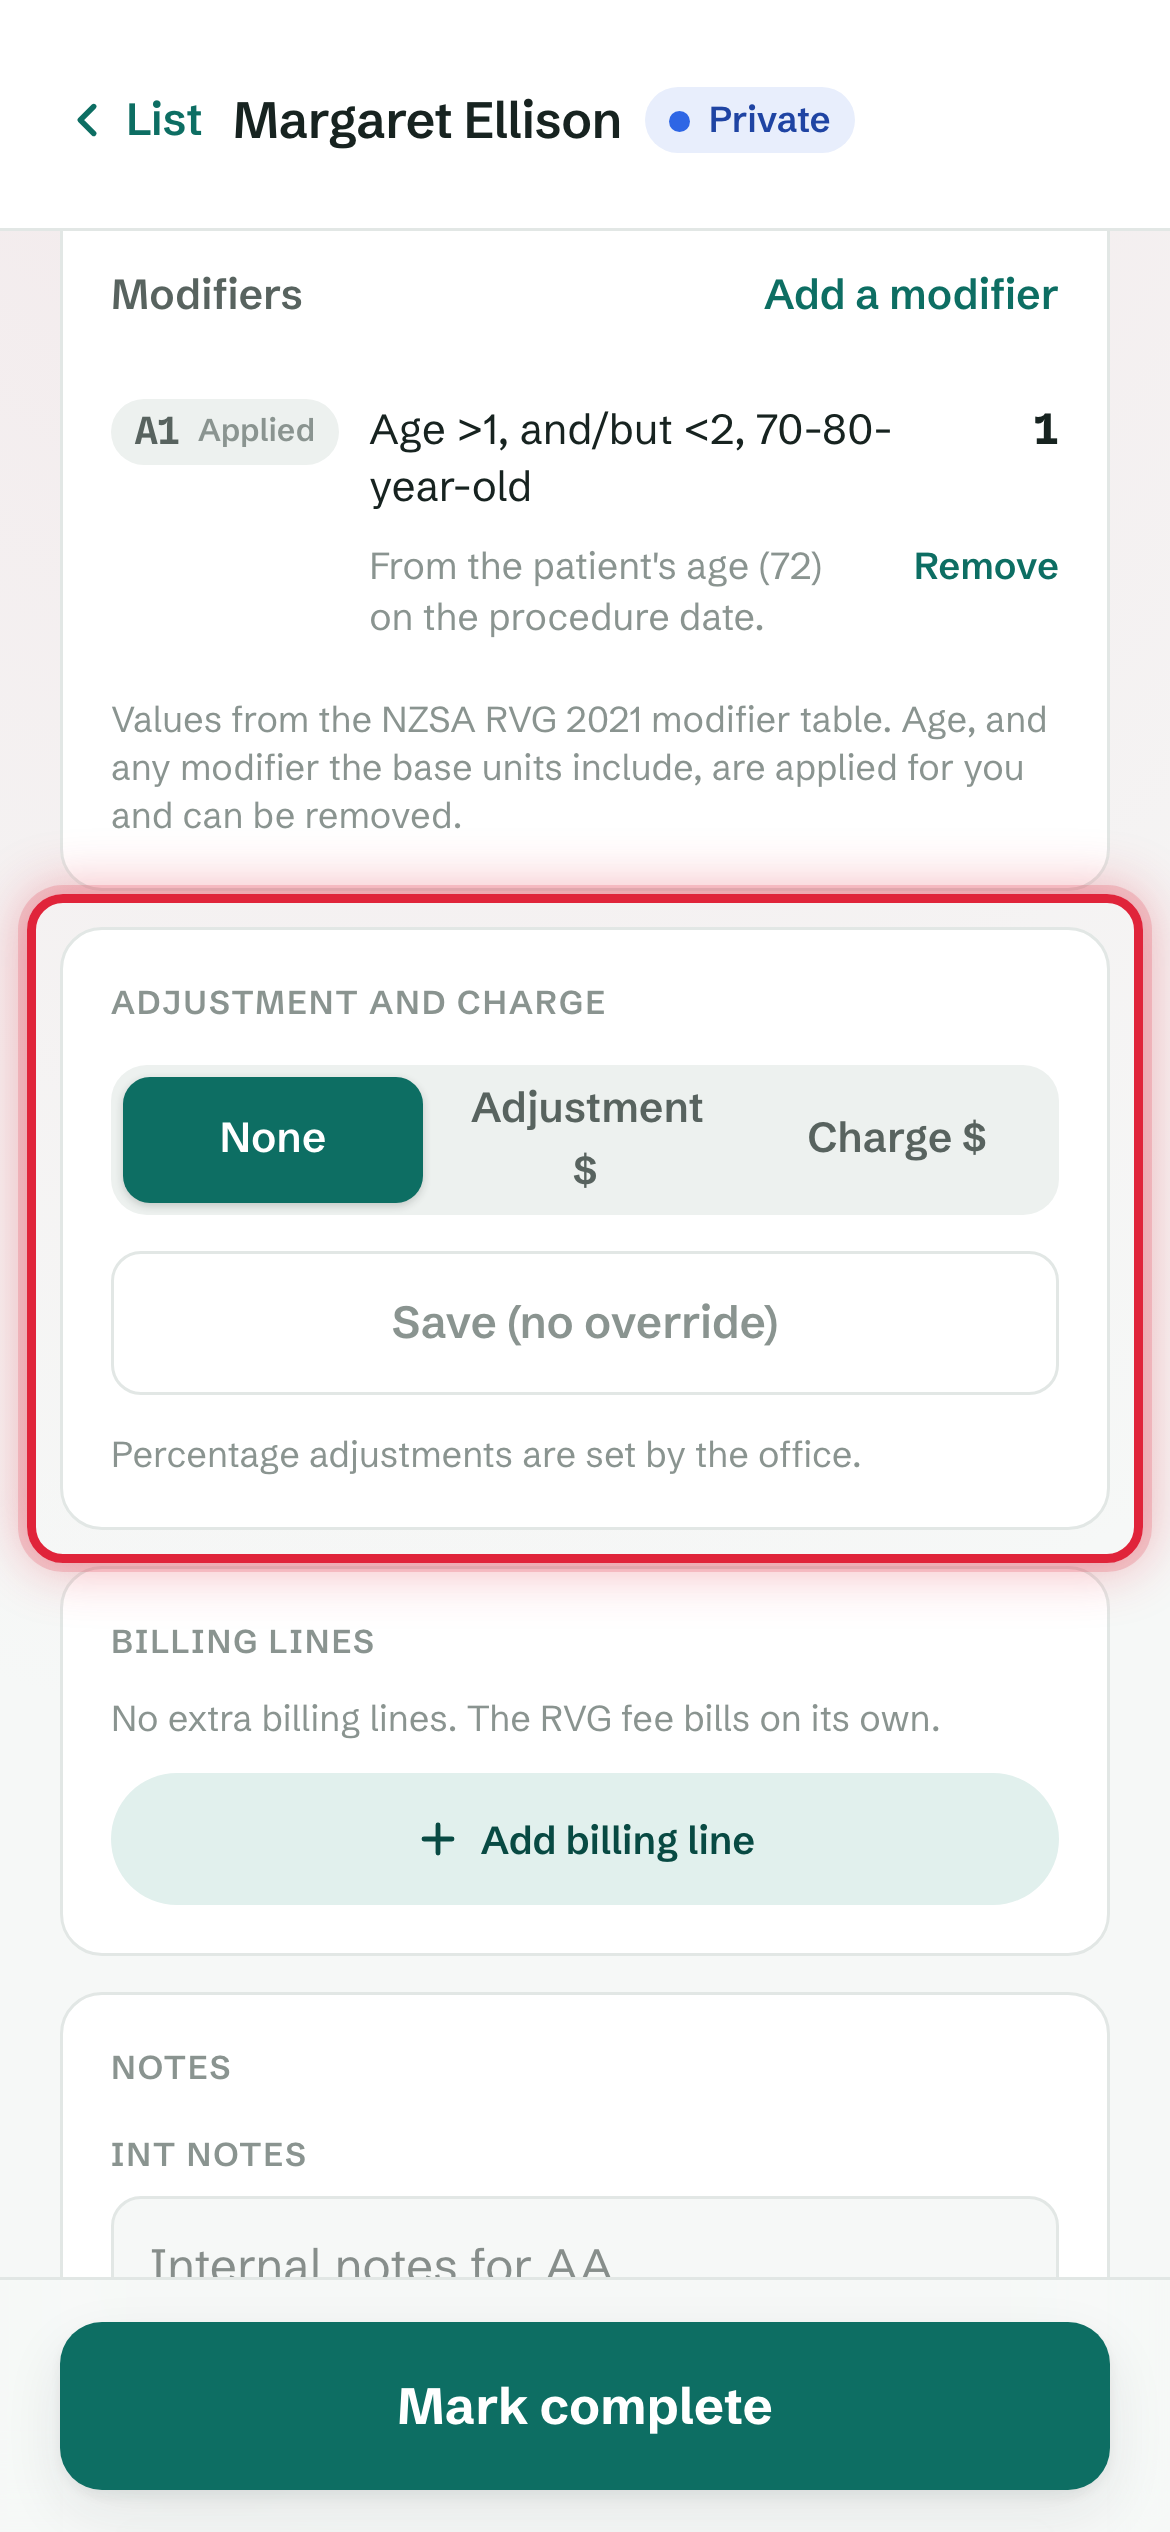 List Margaret Ellison Private
Modifiers Add a modifier
A1 Applied Age >1, and/but <2, 70-80- 1
year-old
From the patient's age (72) Remove
on the procedure date.
Values from the NZSA RVG 2021 modifier table. Age, and
any modifier the base units include, are applied for you
and can be removed.
ADJUSTMENT AND CHARGE
None Adjustment $ Charge $
Save (no override)
Percentage adjustments are set by the office.
BILLING LINES
No extra billing lines. The RVG fee bills on its own.
+ Add billing line
NOTES
INT NOTES
Internal notes for AA
Mark complete